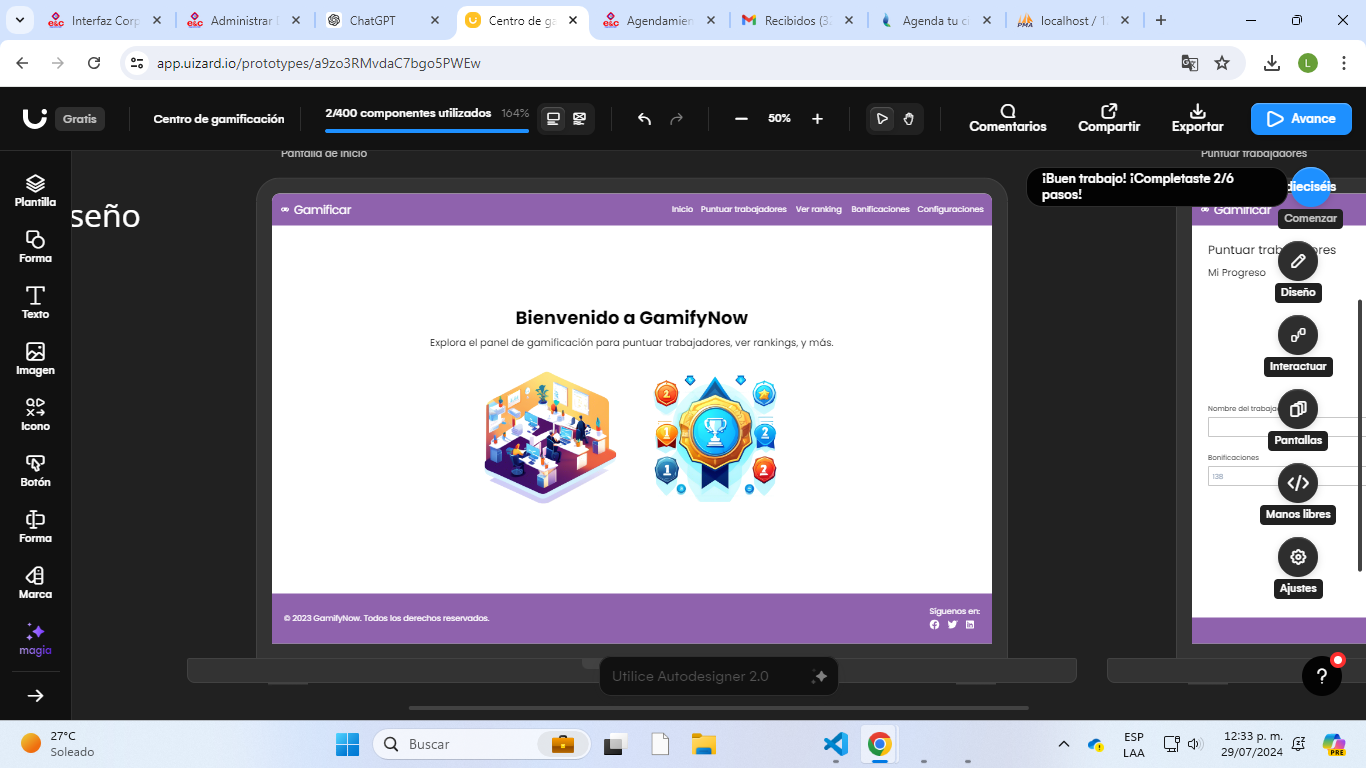 Interfaz Corp
Administrar
ChatGPT
Centro de ga
Agendamien
Recibidos (3
Agenda tu ci
localhost / 1
app.uizard.io/prototypes/a9zo3RMvdaC7bgo5PWEw
L
Gratis
Centro de gamificación
2/400 componentes utilizados 164%
50%
Comentarios
Compartir
Exportar
Avance
Plantilla
Forma
Texto
Imagen
Icono
Botón
Forma
Marca
magia
seño
Pantalla de inicio
Gamificar
Inicio Puntuar trabajadores Ver ranking Bonificaciones Configuraciones
Bienvenido a GamifyNow
Explora el panel de gamificación para puntuar trabajadores, ver rankings, y más.
2
1
2
1
2
© 2023 GamifyNow. Todos los derechos reservados.
Síguenos en:
Utilice Autodesigner 2.0
Puntuar trabajadores
¡Buen trabajo! ¡Completaste 2/6
pasos!
dieciséis
Comenzar
Gamificar
Puntuar trab res
Mi Progreso
Nombre del trabaja
Bonificaciones
138
Diseño
Interactuar
Pantallas
Manos libres
Ajustes
?
27°C
Soleado
Buscar
ESP
LAA
12:33 p. m.
29/07/2024
PRE